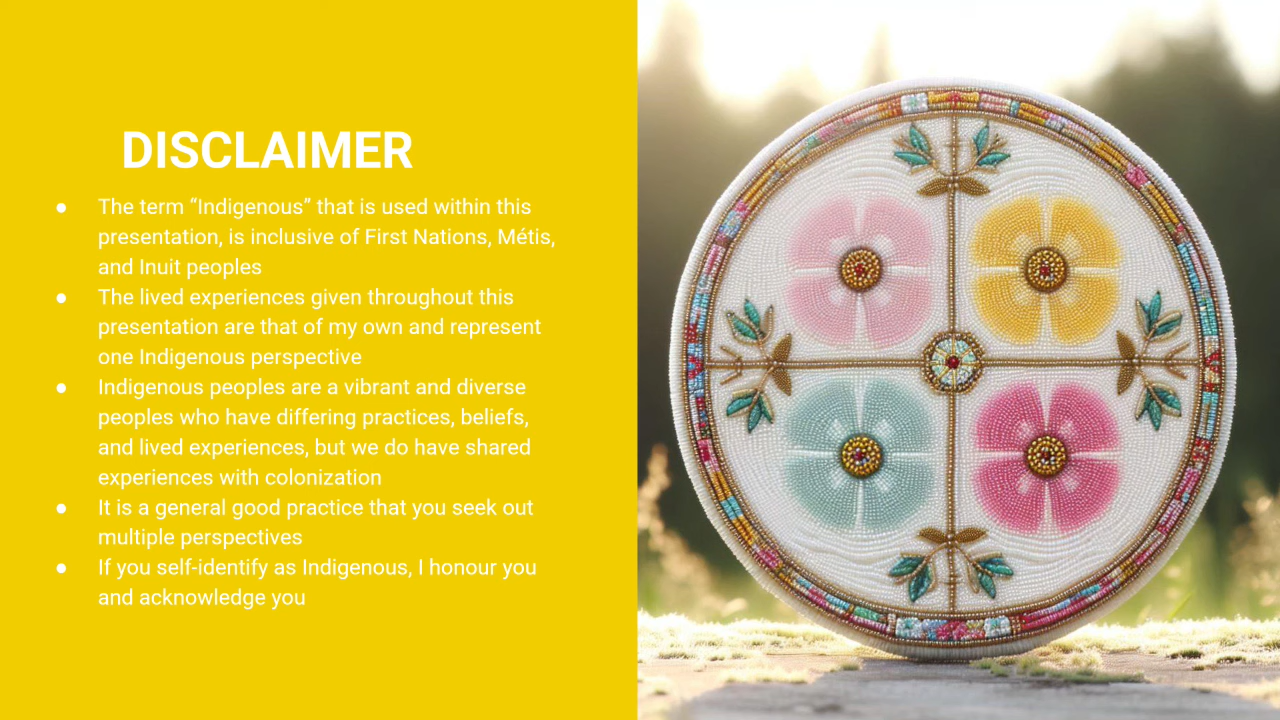 DISCLAIMER
● The term “Indigenous” that is used within this
presentation, is inclusive of First Nations, Métis,
and Inuit peoples
● The lived experiences given throughout this
presentation are that of my own and represent
one Indigenous perspective
● Indigenous peoples are a vibrant and diverse
peoples who have differing practices, beliefs,
and lived experiences, but we do have shared
experiences with colonization
● It is a general good practice that you seek out
multiple perspectives
● If you self-identify as Indigenous, I honour you
and acknowledge you